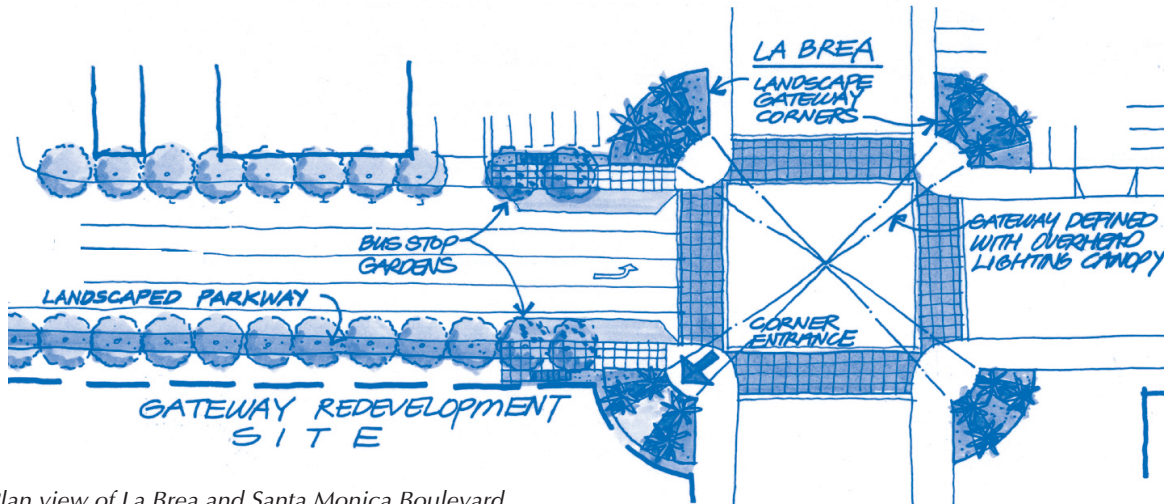 LA BREA
LANDSCAPE
GATEWAY
CORNERS
BUS STOP
GARDENS
GATEWAY DEFINED
WITH OVERHEAD
LIGHTING CANOPY
LANDSCAPED PARKWAY
CORNER
ENTRANCE
GATEWAY REDEVELOPMENT
SITE
Plan view of La Brea and Santa Monica Boulevard